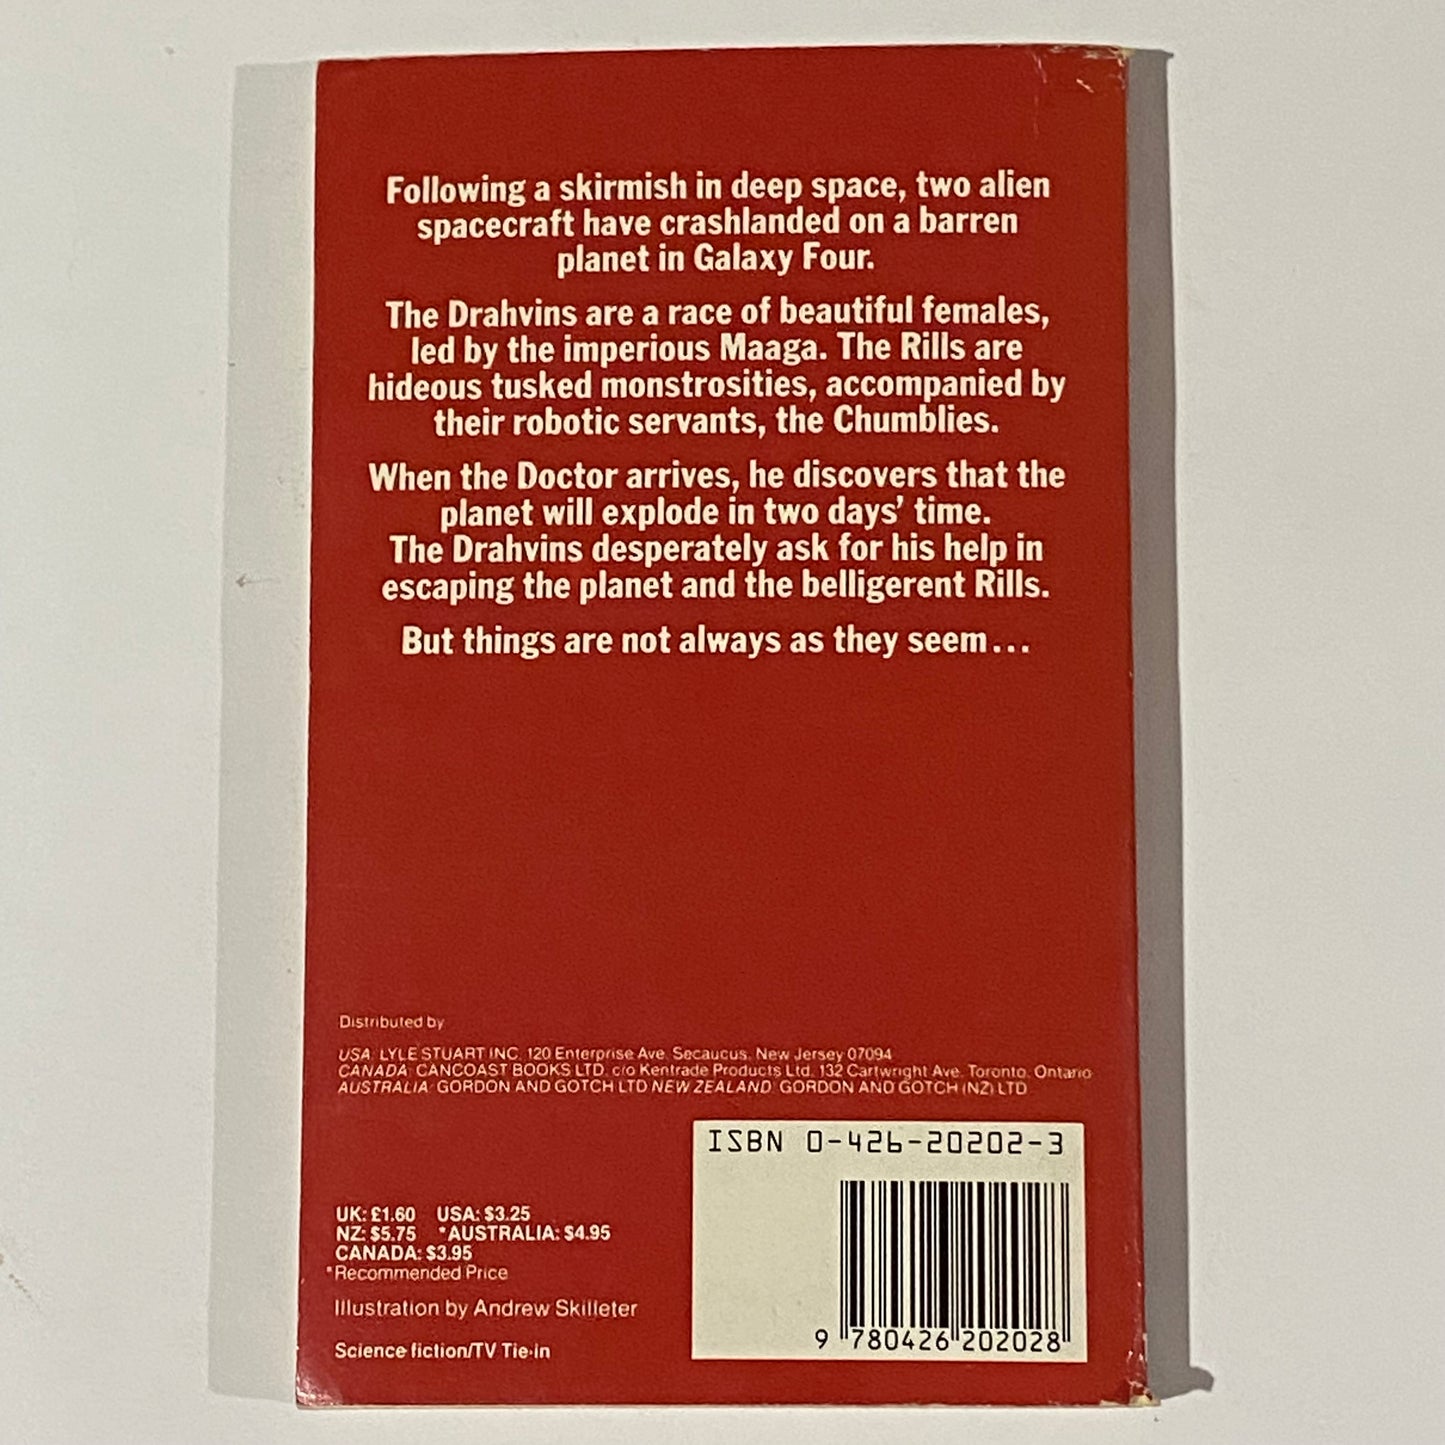 Following a skirmish in deep space, two alien
spacecraft have crashlanded on a barren
planet in Galaxy Four.
The Drahvins are a race of beautiful females,
led by the imperious Maaga. The Rills are
hideous tusked monstrosities, accompanied by
their robotic servants, the Chumblies.
When the Doctor arrives, he discovers that the
planet will explode in two days' time.
The Drahvins desperately ask for his help in
escaping the planet and the belligerent Rills.
But things are not always as they seem...
Distributed by
USA: LYLE STUART INC. 120 Enterprise Ave. Secaucus. New Jersey 07094
CANADA: CANCOAST BOOKS LTD. c/o Kentrade Products Ltd. 132 Cartwright Ave. Toronto, Ontario
AUSTRALIA: GORDON AND GOTCH LTD NEW ZEALAND: GORDON AND GOTCH (NZ) LTD
ISBN 0-426-20202-3
UK: £1.60 USA: $3.25
NZ: $5.75 *AUSTRALIA: $4.95
CANADA: $3.95
*Recommended Price
Illustration by Andrew Skilleter
Science fiction/TV Tie-in
9 780426 202028